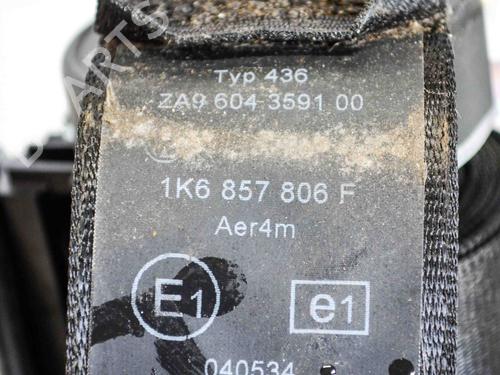 Typ 436
ZA9 604 3591 00
1K6 857 806 F
Aer4m
E1 e1
040534